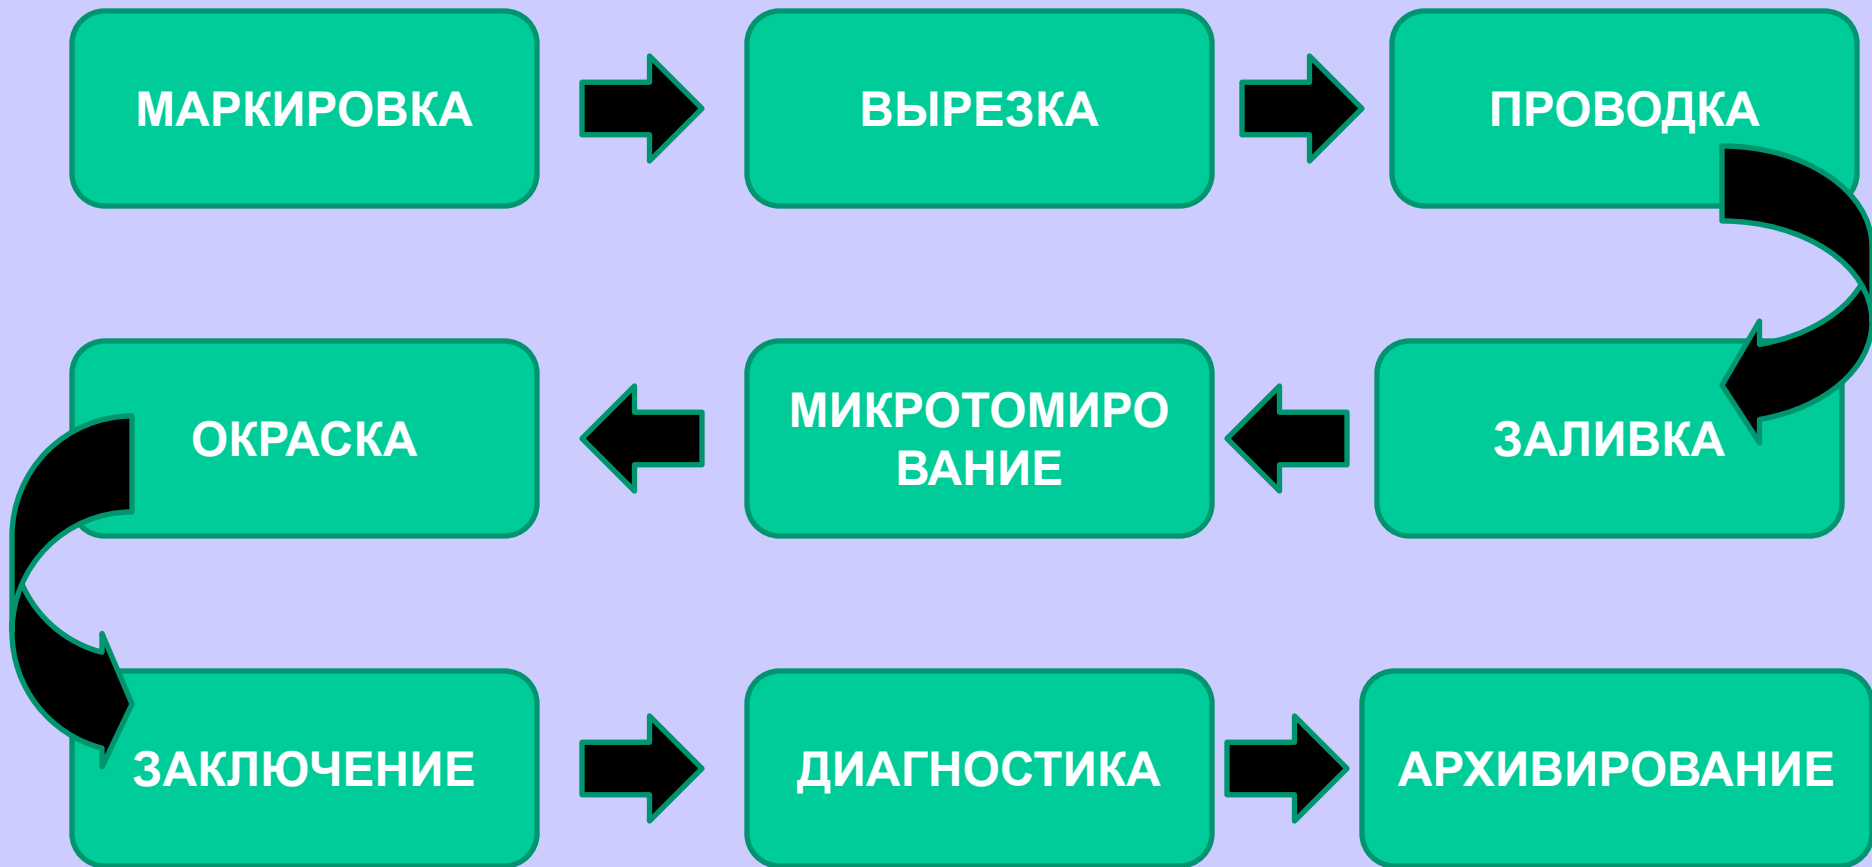 МАРКИРОВКА
ВЫРЕЗКА
ПРОВОДКА
ЗАЛИВКА
МИКРОТОМИРО
ВАНИЕ
ОКРАСКА
ЗАКЛЮЧЕНИЕ
ДИАГНОСТИКА
АРХИВИРОВАНИЕ